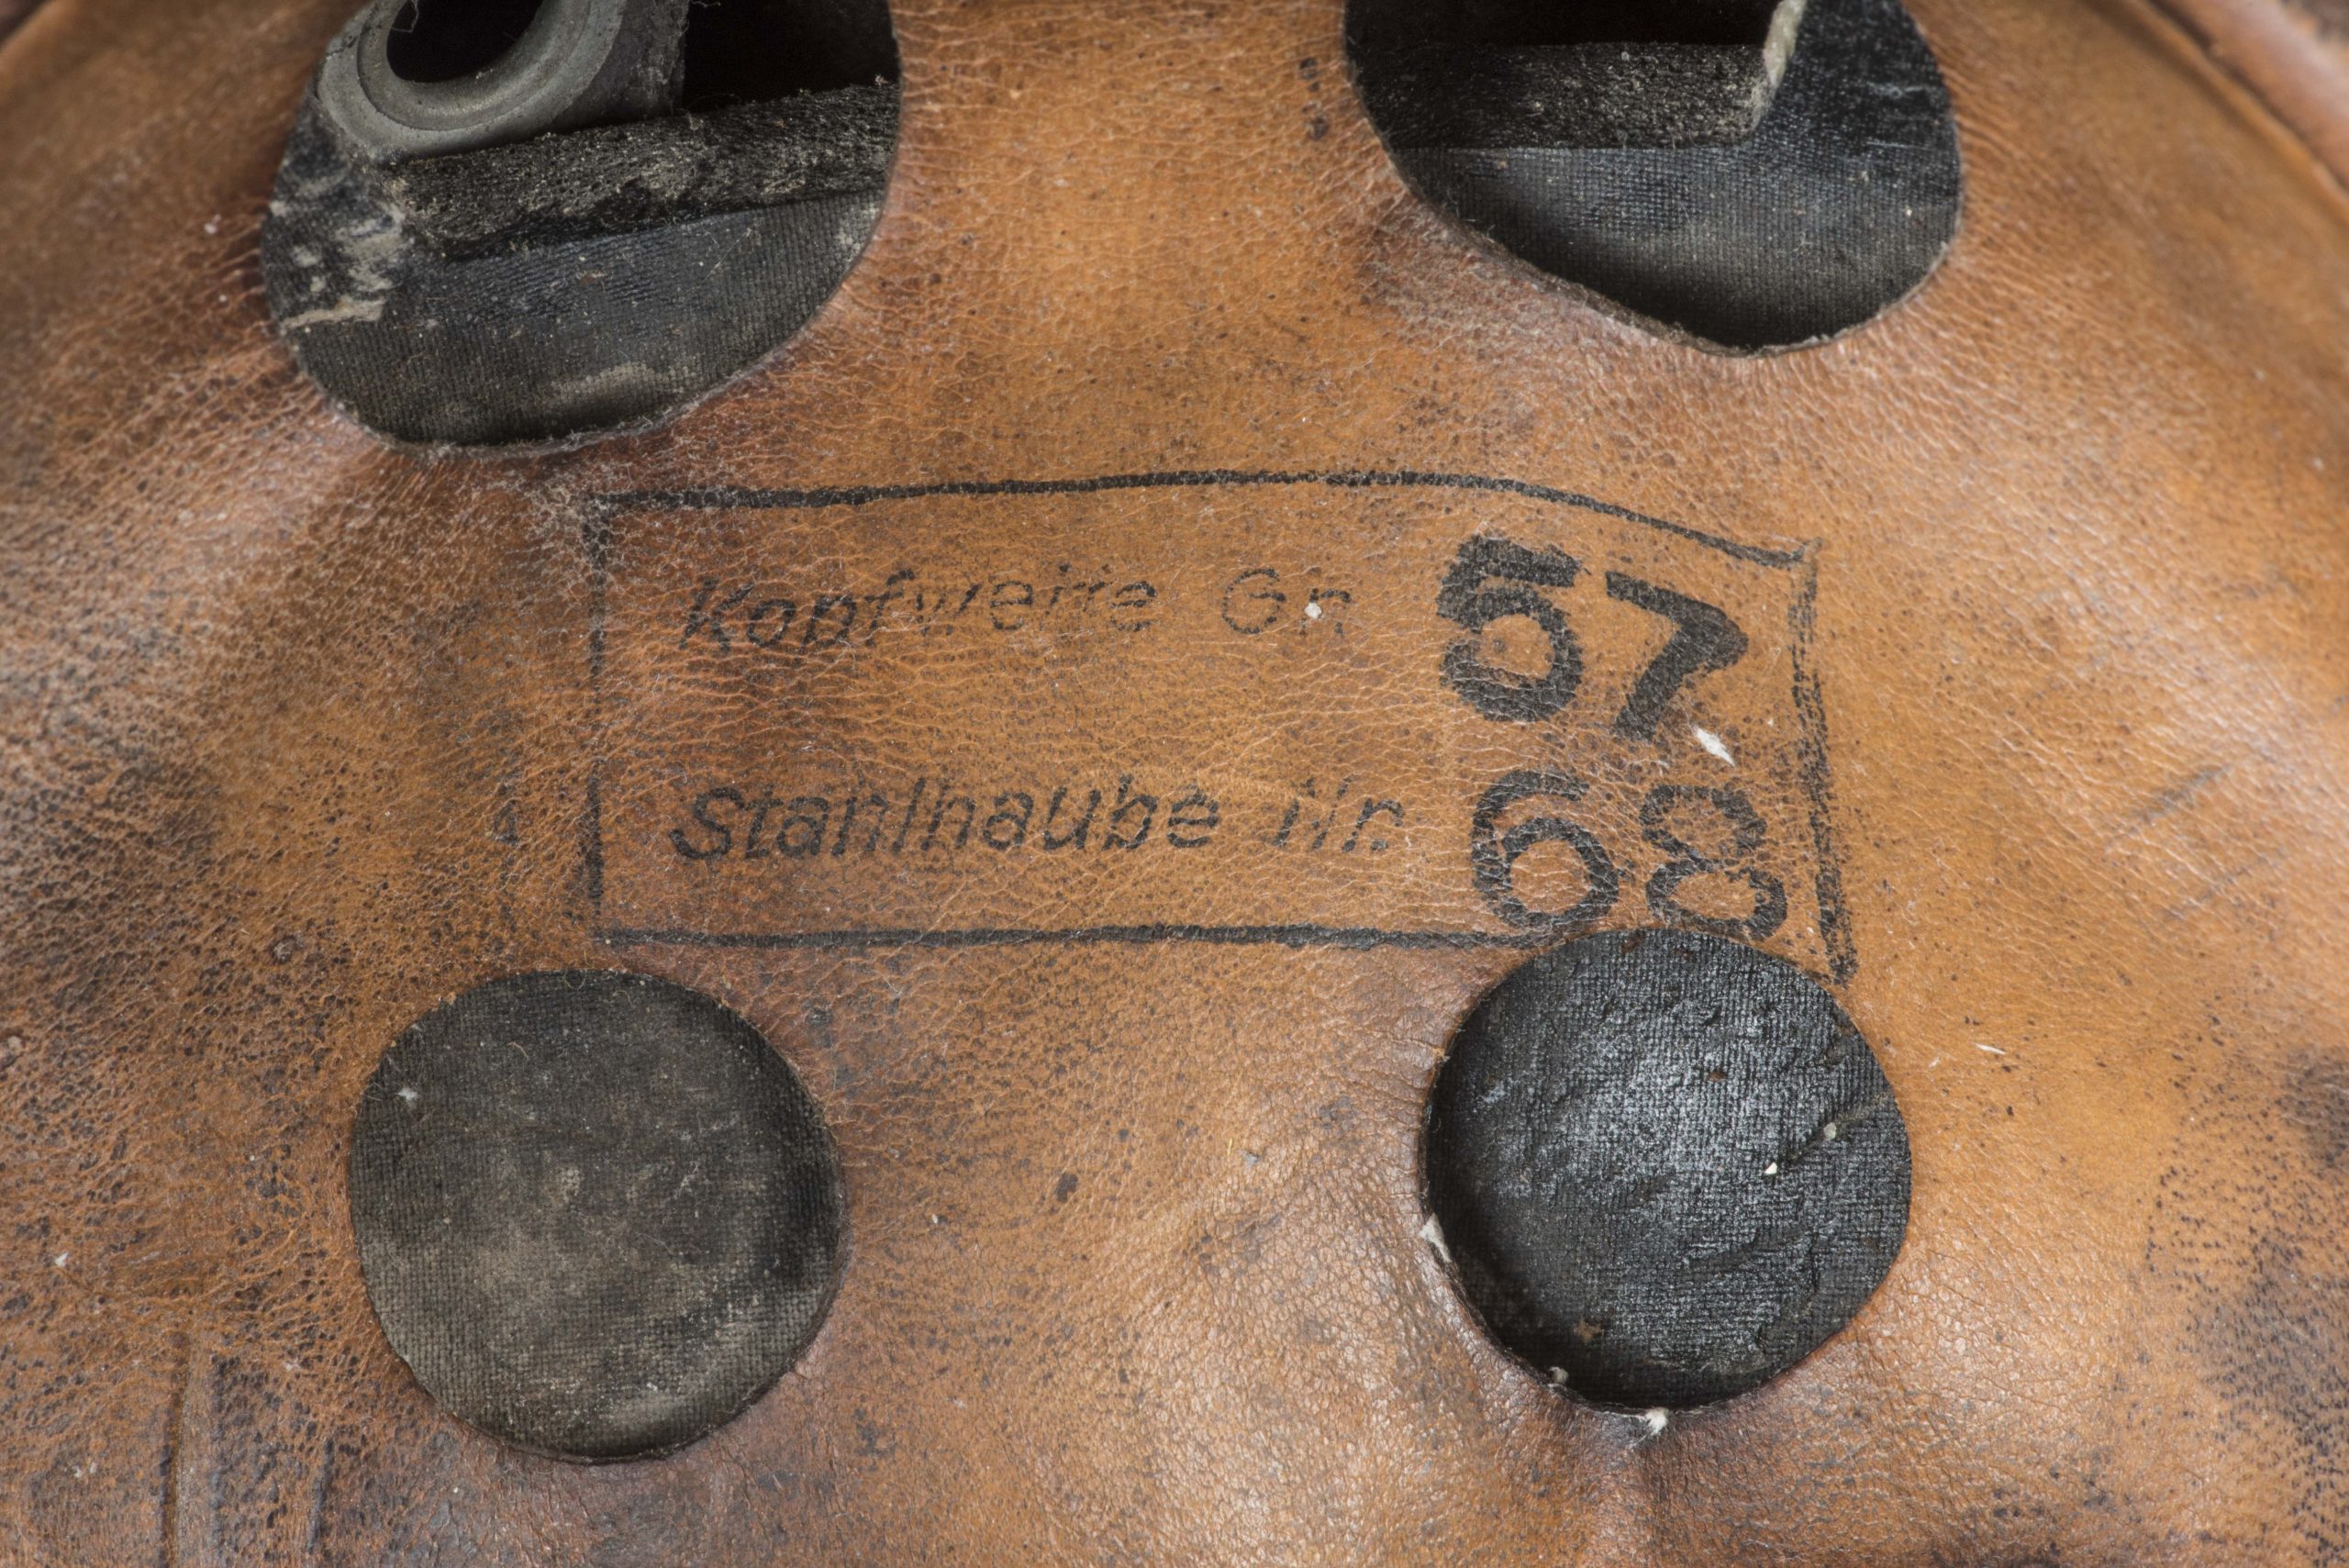 Kopfweite Gr. 57
Stahlhaube Nr. 68